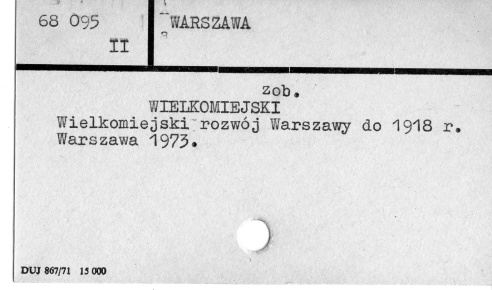 68 095
WARSZAWA
II
zob.
WIELKOMIEJSKI
Wielkomiejski rozwój Warszawy do 1918 r.
Warszawa 1973.
DUJ 867/71 15 000